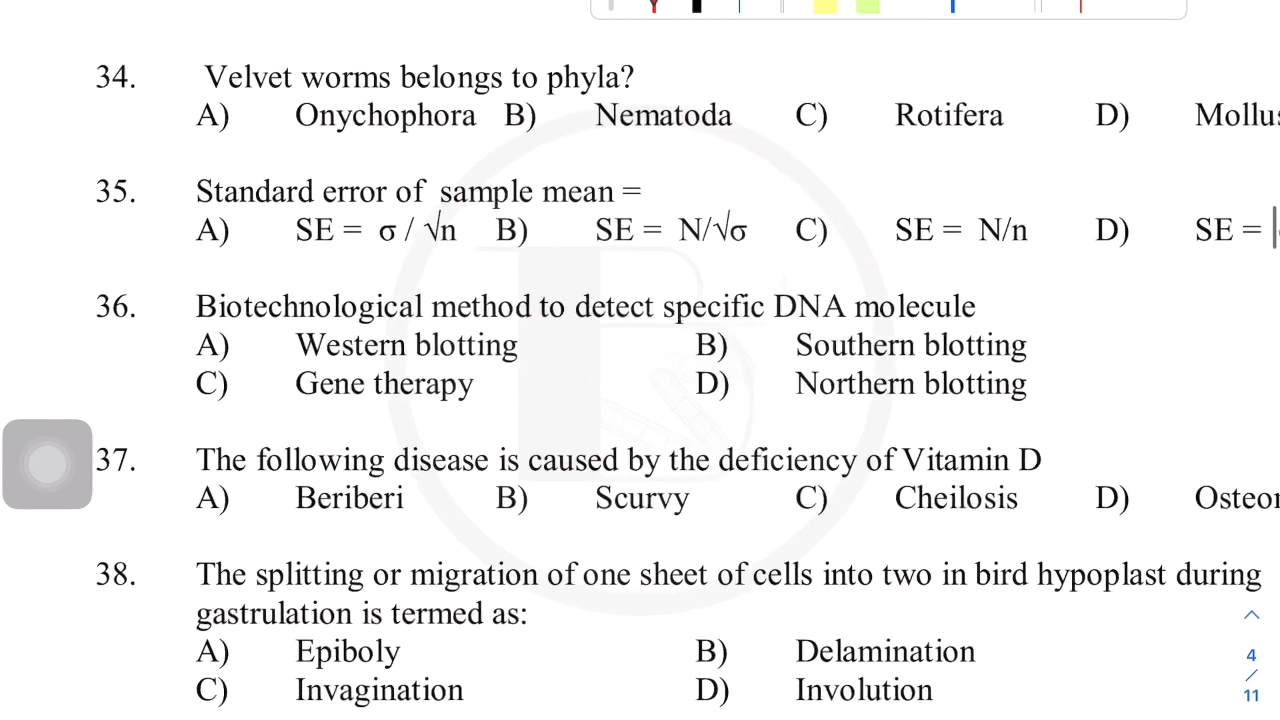 34. Velvet worms belongs to phyla?
A) Onychophora B) Nematoda C) Rotifera D)
35. Standard error of sample mean =
A) SE = σ / √n B) SE = N/√σ C) SE = N/n D) SE =
36. Biotechnological method to detect specific DNA molecule
A) Western blotting B) Southern blotting
C) Gene therapy D) Northern blotting
37. The following disease is caused by the deficiency of Vitamin D
A) Beriberi B) Scurvy C) Cheilosis D)
38. The splitting or migration of one sheet of cells into two in bird hypoplast during
gastrulation is termed as:
A) Epiboly B) Delamination
C) Invagination D) Involution
4
/
11